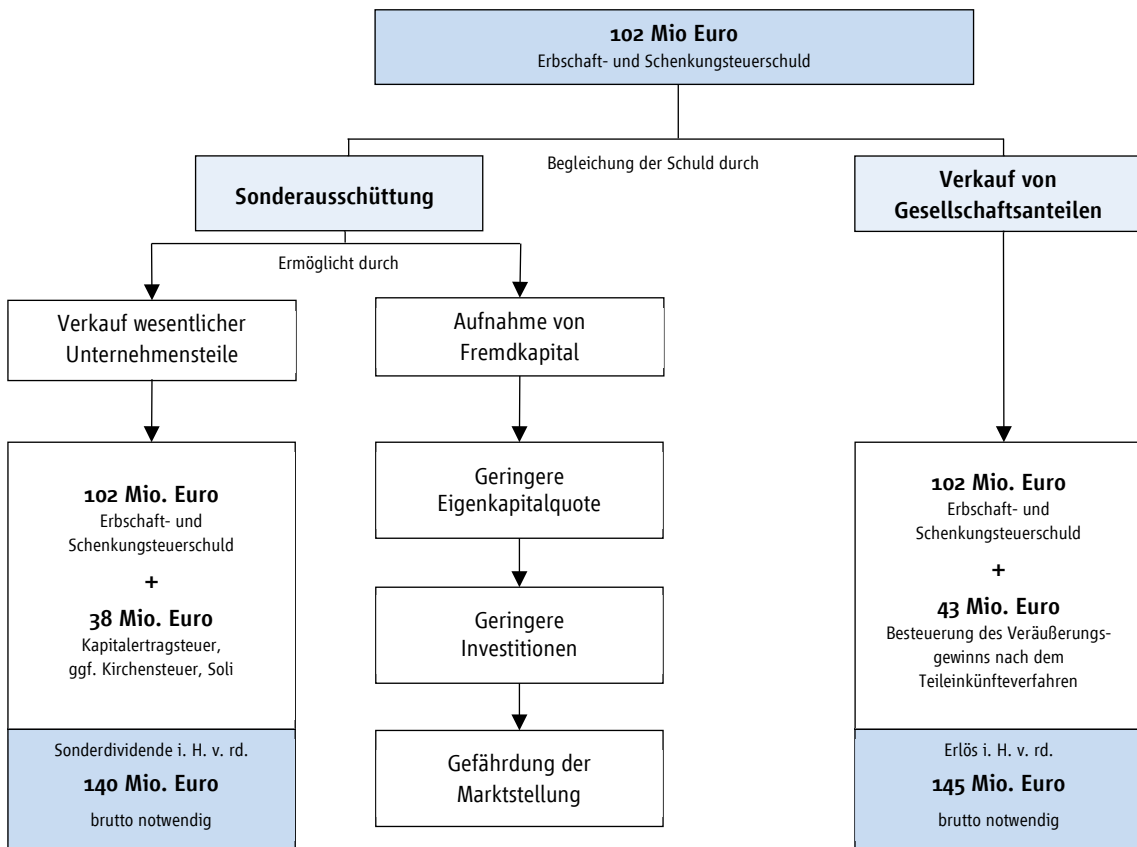 102 Mio Euro
Erbschaft- und Schenkungsteuerschuld
Begleichung der Schuld durch
Sonderausschüttung
Verkauf von
Gesellschaftsanteilen
Ermöglicht durch
Verkauf wesentlicher
Unternehmensteile
Aufnahme von
Fremdkapital
102 Mio. Euro
Erbschaft- und
Schenkungsteuerschuld
+
38 Mio. Euro
Kapitalertragsteuer,
ggf. Kirchensteuer, Soli
Sonderdividende i. H. v. rd.
140 Mio. Euro
brutto notwendig
Geringere
Eigenkapitalquote
Geringere
Investitionen
Gefährdung der
Marktstellung
102 Mio. Euro
Erbschaft- und
Schenkungsteuerschuld
+
43 Mio. Euro
Besteuerung des Veräußerungs-
gewinns nach dem
Teileinkünfteverfahren
Erlös i. H. v. rd.
145 Mio. Euro
brutto notwendig